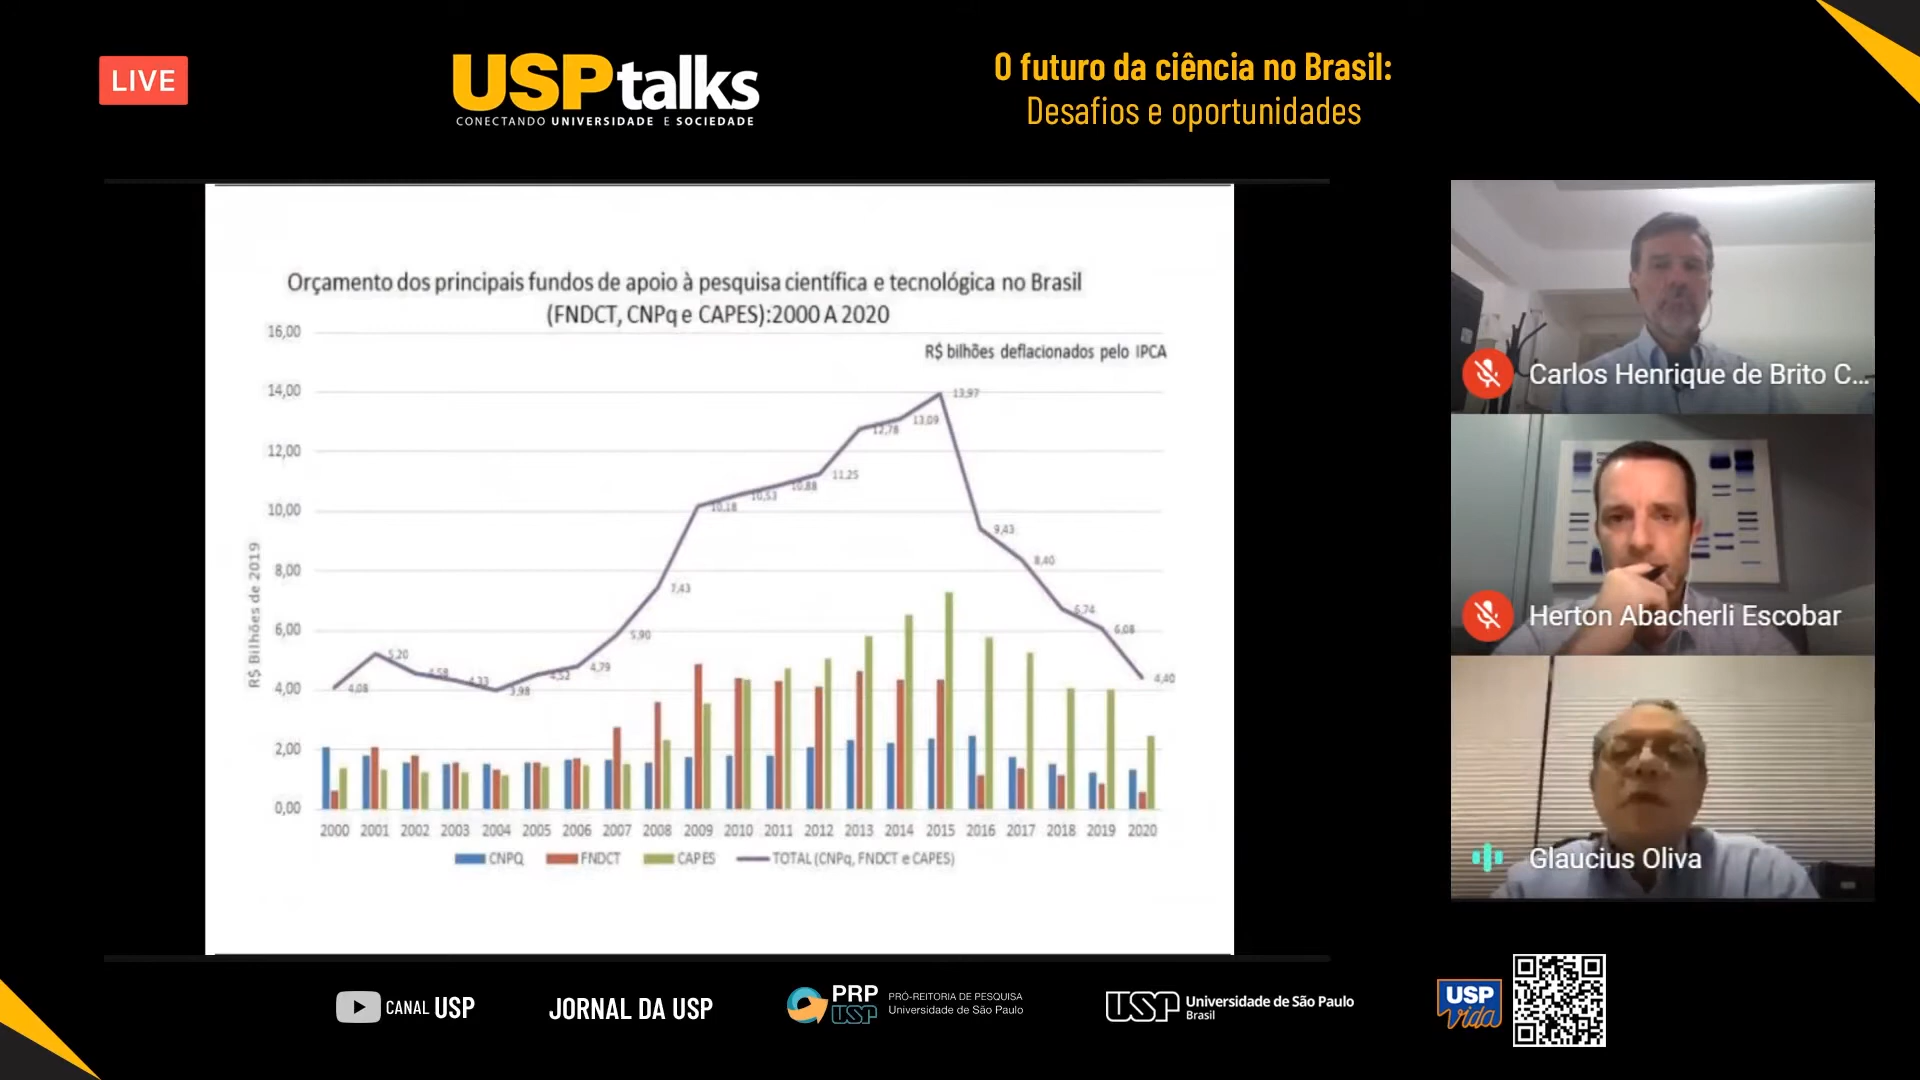 LIVE
USP talks
CONECTANDO UNIVERSIDADE E SOCIEDADE
O futuro da ciência no Brasil:
Desafios e oportunidades
Orçamento dos principais fundos de apoio à pesquisa científica e tecnológica no Brasil
(FNDCT, CNPq e CAPES):2000 A 2020
R$ bilhões deflacionados pelo IPCA
R$ Bilhões de 2019
16,00
14,00
12,00
10,00
8,00
6,00
4,00
2,00
0,00
4,08
5,20
4,58
4,33
3,98
4,52
4,79
5,90
7,43
10,18
10,53
10,88
11,25
12,78
13,09
13,97
9,43
8,40
6,74
6,08
4,40
2000 2001 2002 2003 2004 2005 2006 2007 2008 2009 2010 2011 2012 2013 2014 2015 2016 2017 2018 2019 2020
CNPQ FNDCT CAPES TOTAL (CNPq, FNDCT e CAPES)
Carlos Henrique de Brito C...
Herton Abacherli Escobar
Glaucius Oliva
CANAL USP
JORNAL DA USP
PRP USP
PRÓ-REITORIA DE PESQUISA
Universidade de São Paulo
USP
Universidade de São Paulo
Brasil
USP vida